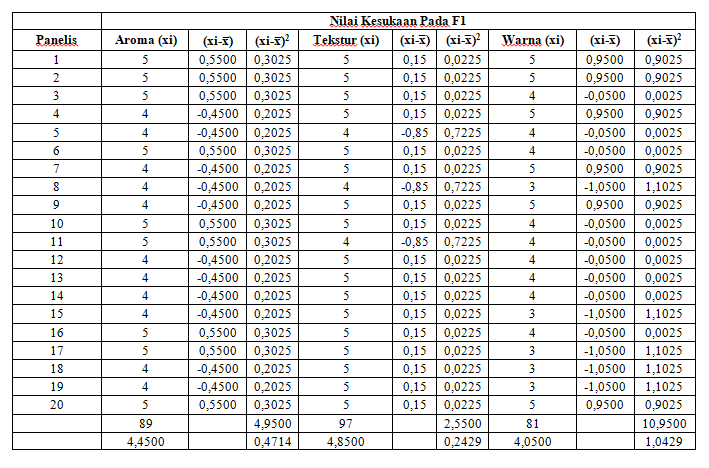 Nilai Kesukaan Pada F1
Panelis Aroma (xi) (xi-x̅) (xi-x̅)² Tekstur (xi) (xi-x̅) (xi-x̅)² Warna (xi) (xi-x̅) (xi-x̅)²
1 5 0,5500 0,3025 5 0,15 0,0225 5 0,9500 0,9025
2 5 0,5500 0,3025 5 0,15 0,0225 5 0,9500 0,9025
3 5 0,5500 0,3025 5 0,15 0,0225 4 -0,0500 0,0025
4 4 -0,4500 0,2025 5 0,15 0,0225 5 0,9500 0,9025
5 4 -0,4500 0,2025 4 -0,85 0,7225 4 -0,0500 0,0025
6 5 0,5500 0,3025 5 0,15 0,0225 4 -0,0500 0,0025
7 4 -0,4500 0,2025 5 0,15 0,0225 5 0,9500 0,9025
8 4 -0,4500 0,2025 4 -0,85 0,7225 3 -1,0500 1,1025
9 4 -0,4500 0,2025 5 0,15 0,0225 5 0,9500 0,9025
10 5 0,5500 0,3025 5 0,15 0,0225 4 -0,0500 0,0025
11 5 0,5500 0,3025 4 -0,85 0,7225 4 -0,0500 0,0025
12 4 -0,4500 0,2025 5 0,15 0,0225 4 -0,0500 0,0025
13 4 -0,4500 0,2025 5 0,15 0,0225 4 -0,0500 0,0025
14 4 -0,4500 0,2025 5 0,15 0,0225 4 -0,0500 0,0025
15 4 -0,4500 0,2025 5 0,15 0,0225 3 -1,0500 1,1025
16 5 0,5500 0,3025 5 0,15 0,0225 4 -0,0500 0,0025
17 5 0,5500 0,3025 5 0,15 0,0225 3 -1,0500 1,1025
18 4 -0,4500 0,2025 5 0,15 0,0225 3 -1,0500 1,1025
19 4 -0,4500 0,2025 5 0,15 0,0225 3 -1,0500 1,1025
20 5 0,5500 0,3025 5 0,15 0,0225 5 0,9500 0,9025
89 4,9500 97 2,5500 81 10,9500
4,4500 0,4714 4,8500 0,2429 4,0500 1,0429